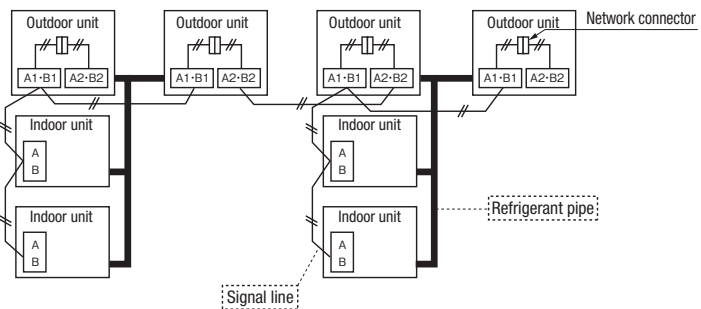 Outdoor unit
Outdoor unit
Outdoor unit
Outdoor unit
Network connector
A1·B1
A2·B2
A1·B1
A2·B2
A1·B1
A2·B2
A1·B1
A2·B2
Indoor unit
A
B
Indoor unit
A
B
Indoor unit
A
B
Refrigerant pipe
Indoor unit
A
B
Signal line